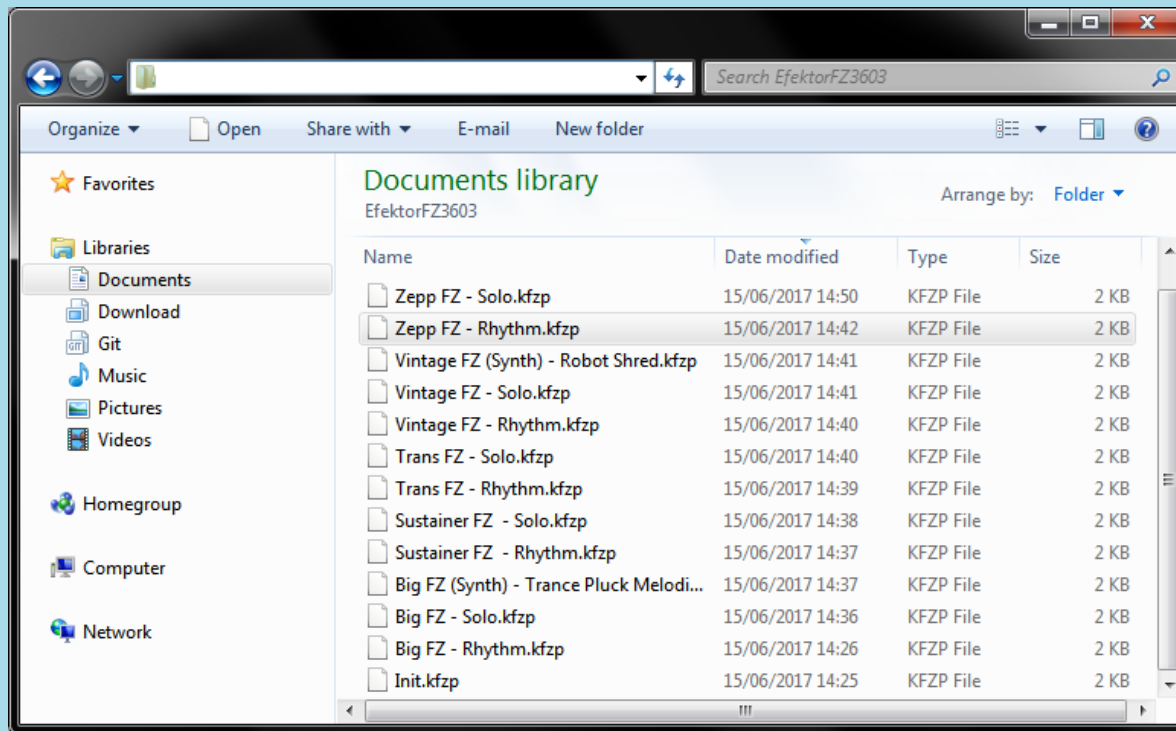 Search EfektorFZ3603
Organize Open Share with E-mail New folder
Favorites
Libraries
Documents
Download
Git
Music
Pictures
Videos
Homegroup
Computer
Network
Documents library
EfektorFZ3603
Arrange by: Folder
Name Date modified Type Size
Zepp FZ - Solo.kfzp 15/06/2017 14:50 KFZP File 2 KB
Zepp FZ - Rhythm.kfzp 15/06/2017 14:42 KFZP File 2 KB
Vintage FZ (Synth) - Robot Shred.kfzp 15/06/2017 14:41 KFZP File 2 KB
Vintage FZ - Solo.kfzp 15/06/2017 14:41 KFZP File 2 KB
Vintage FZ - Rhythm.kfzp 15/06/2017 14:40 KFZP File 2 KB
Trans FZ - Solo.kfzp 15/06/2017 14:40 KFZP File 2 KB
Trans FZ - Rhythm.kfzp 15/06/2017 14:39 KFZP File 2 KB
Sustainer FZ  - Solo.kfzp 15/06/2017 14:38 KFZP File 2 KB
Sustainer FZ  - Rhythm.kfzp 15/06/2017 14:37 KFZP File 2 KB
Big FZ (Synth) - Trance Pluck Melodi... 15/06/2017 14:37 KFZP File 2 KB
Big FZ - Solo.kfzp 15/06/2017 14:36 KFZP File 2 KB
Big FZ - Rhythm.kfzp 15/06/2017 14:26 KFZP File 2 KB
Init.kfzp 15/06/2017 14:25 KFZP File 2 KB